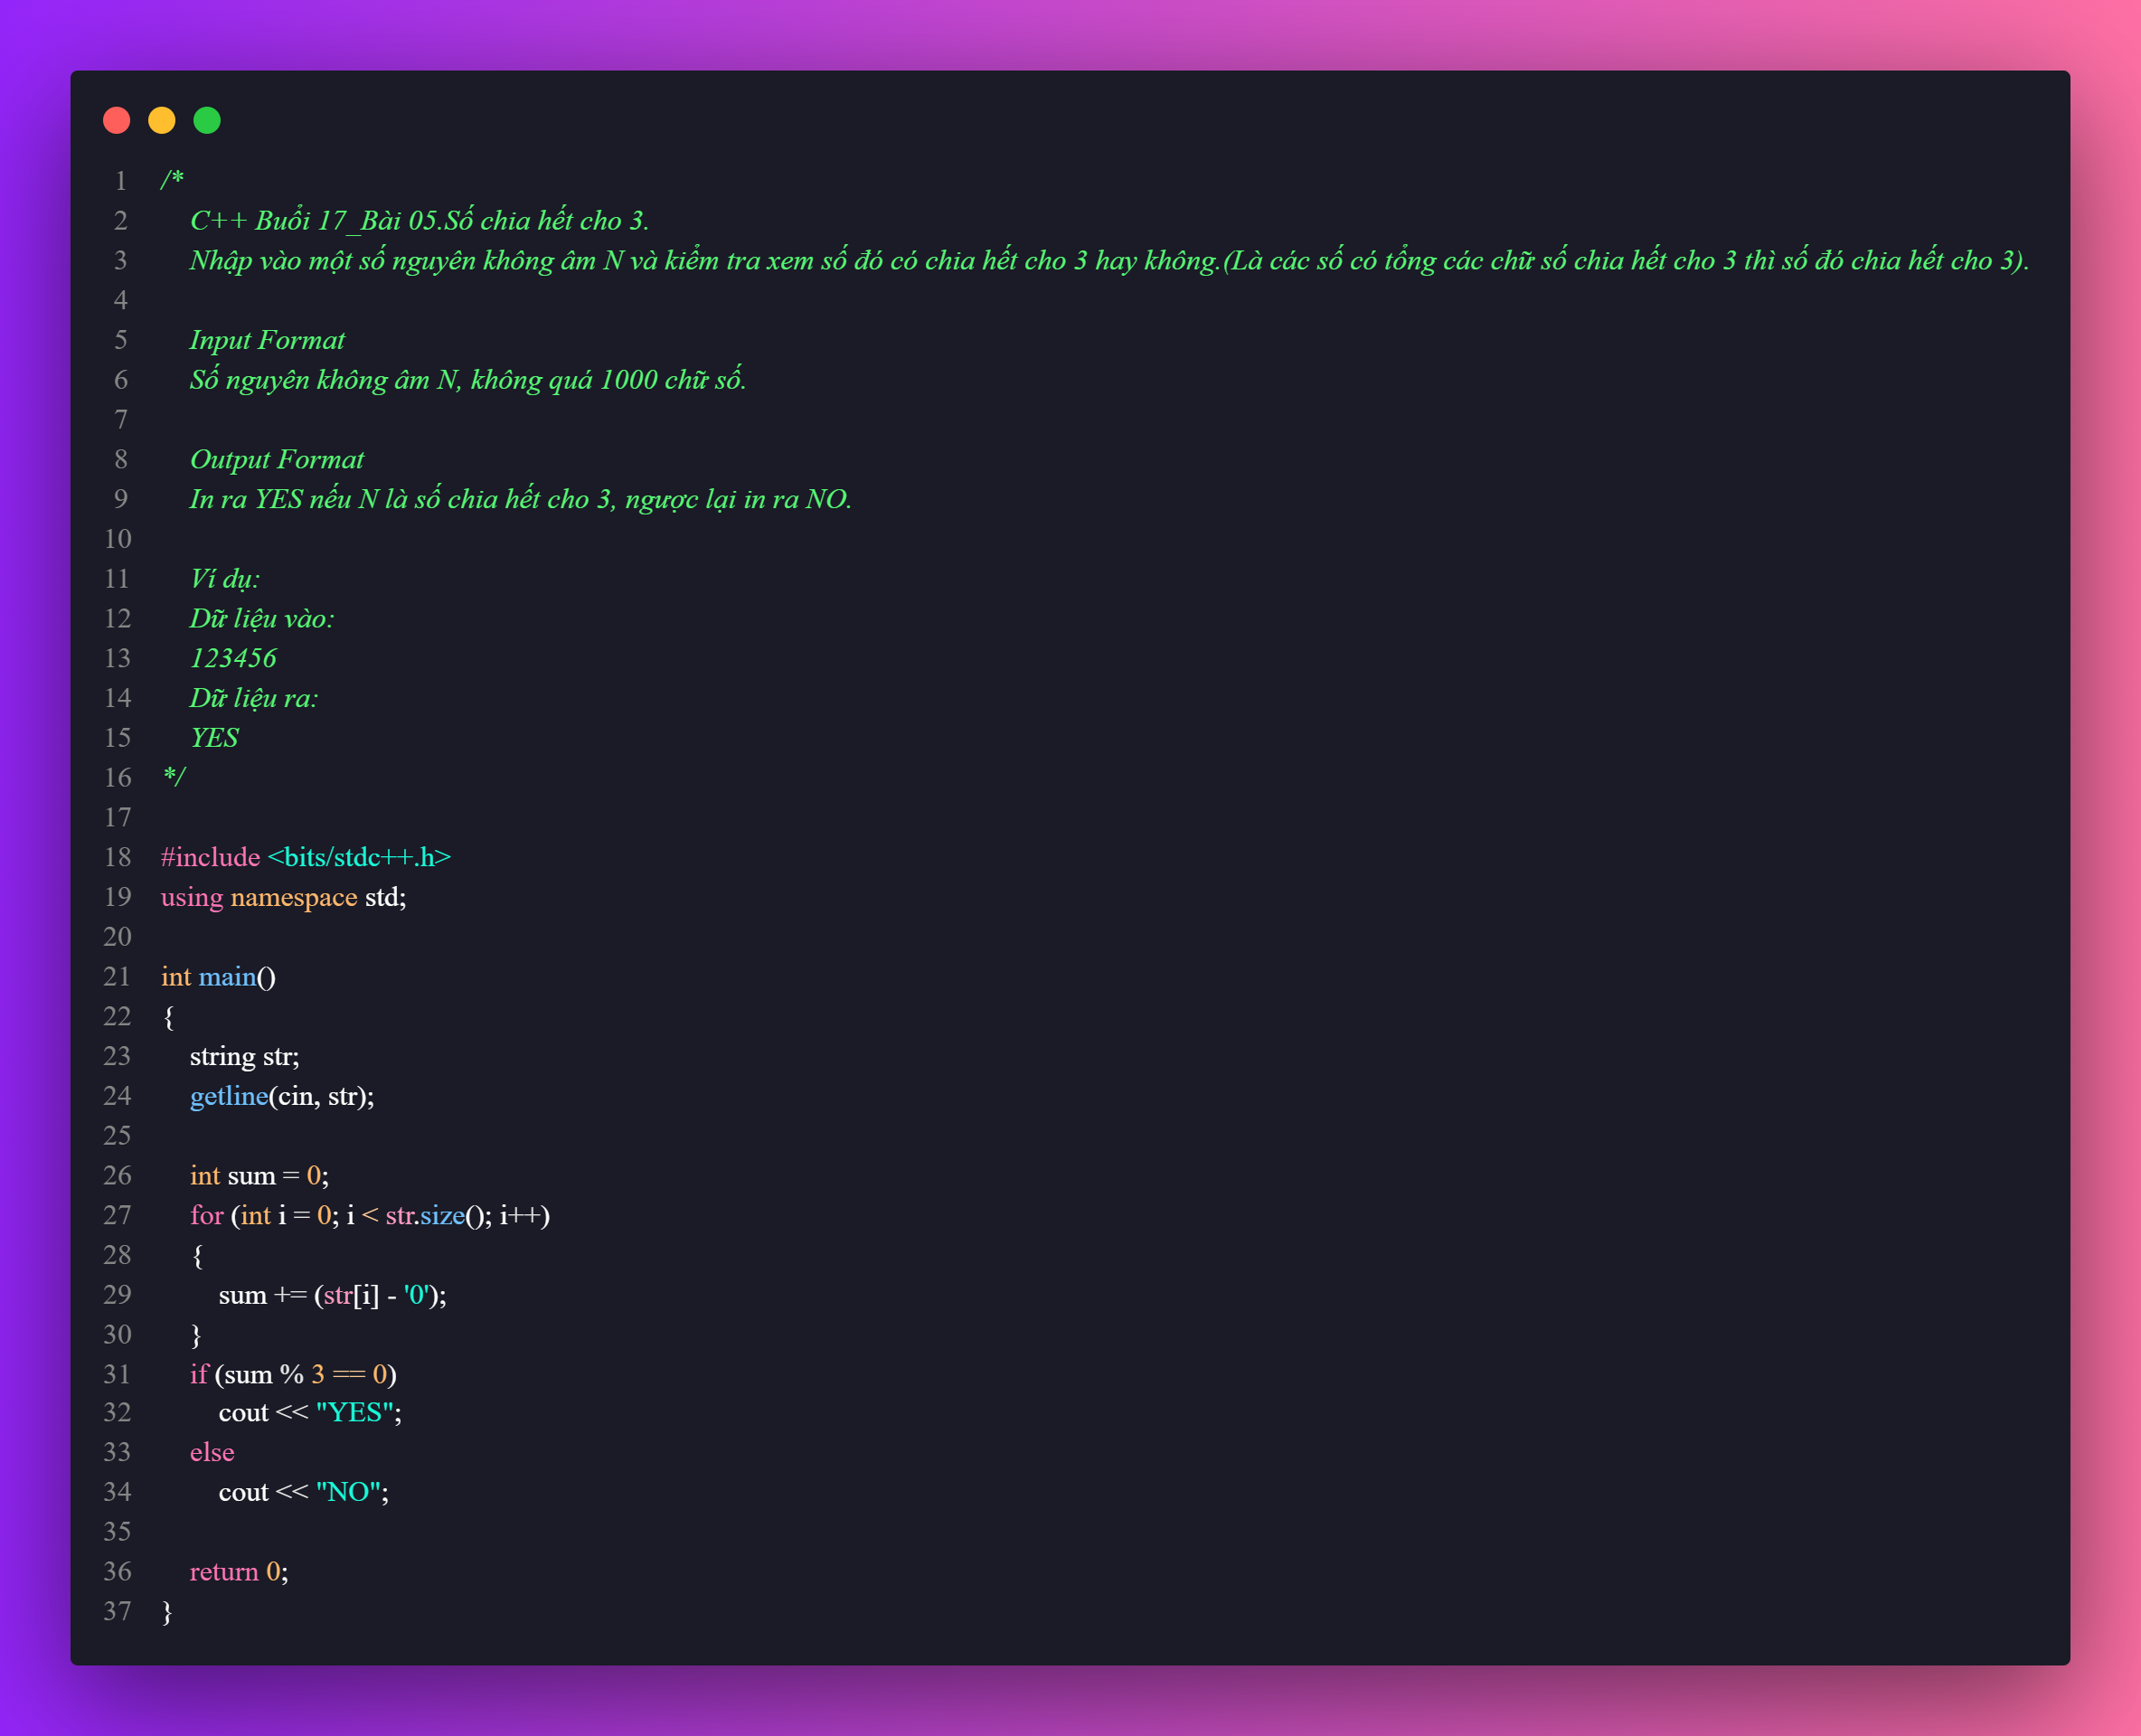 1 /*
2 C++ Buổi 17_Bài 05.Số chia hết cho 3.
3 Nhập vào một số nguyên không âm N và kiểm tra xem số đó có chia hết cho 3 hay không.(Là các số có tổng các chữ số chia hết cho 3 thì số đó chia hết cho 3).
4
5 Input Format
6 Số nguyên không âm N, không quá 1000 chữ số.
7
8 Output Format
9 In ra YES nếu N là số chia hết cho 3, ngược lại in ra NO.
10
11 Ví dụ:
12 Dữ liệu vào:
13 123456
14 Dữ liệu ra:
15 YES
16 */
17
18 #include <bits/stdc++.h>
19 using namespace std;
20
21 int main()
22 {
23 string str;
24 getline(cin, str);
25
26 int sum = 0;
27 for (int i = 0; i < str.size(); i++)
28 {
29 sum += (str[i] - '0');
30 }
31 if (sum % 3 == 0)
32 cout << "YES";
33 else
34 cout << "NO";
35
36 return 0;
37 }